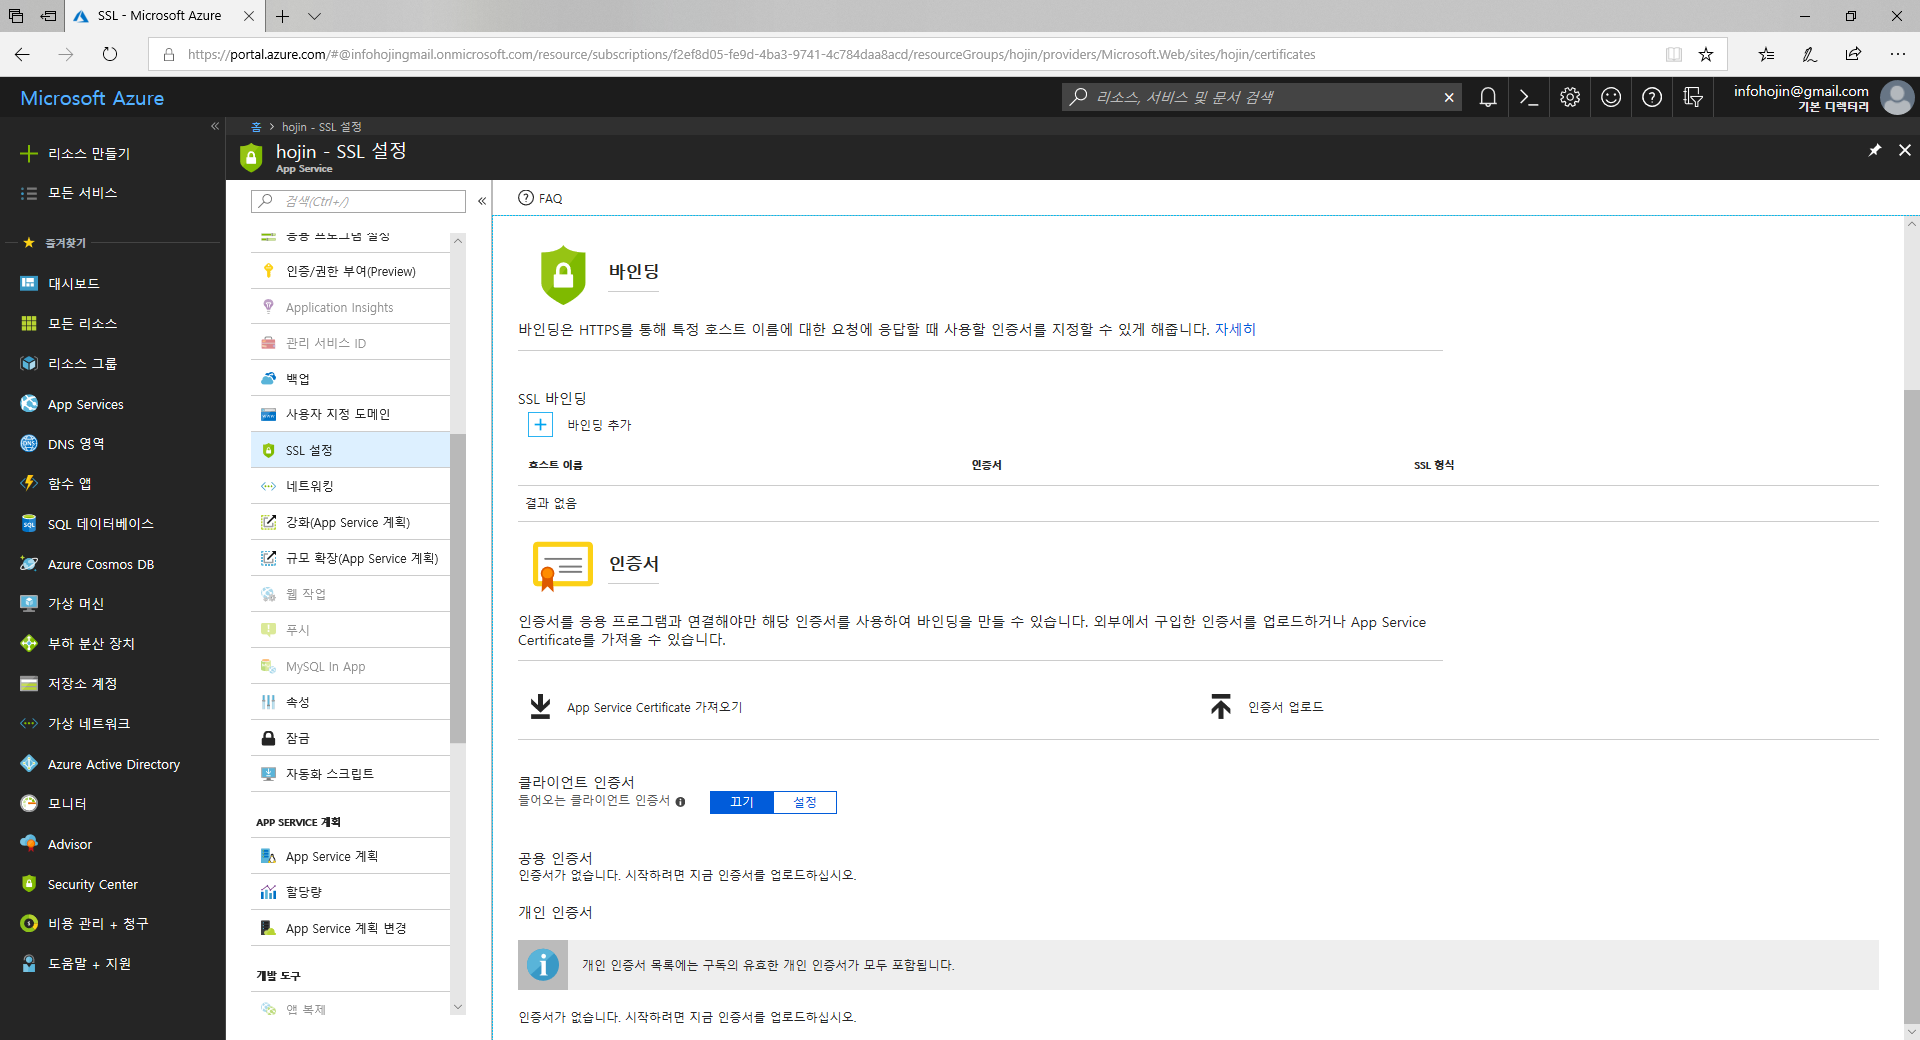 SSL - Microsoft Azure
https://portal.azure.com/#@infohojingmail.onmicrosoft.com/resource/subscriptions/f2ef8d05-fe9d-4ba3-9741-4c784daa8acd/resourceGroups/hojin/providers/Microsoft.Web/sites/hojin/certificates
Microsoft Azure
리소스, 서비스 및 문서 검색
infohojin@gmail.com
기본 디렉터리
리소스 만들기
모든 서비스
즐겨찾기
대시보드
모든 리소스
리소스 그룹
App Services
DNS 영역
함수 앱
SQL 데이터베이스
Azure Cosmos DB
가상 머신
부하 분산 장치
저장소 계정
가상 네트워크
Azure Active Directory
모니터
Advisor
Security Center
비용 관리 + 청구
도움말 + 지원
홈 > hojin - SSL 설정
hojin - SSL 설정
App Service
검색(Ctrl+/)
응용 프로그램 설정
인증/권한 부여(Preview)
Application Insights
관리 서비스 ID
백업
사용자 지정 도메인
SSL 설정
네트워킹
강화(App Service 계획)
규모 확장(App Service 계획)
웹 작업
푸시
MySQL In App
속성
잠금
자동화 스크립트
APP SERVICE 계획
App Service 계획
할당량
App Service 계획 변경
개발 도구
앱 복제
FAQ
바인딩
바인딩은 HTTPS를 통해 특정 호스트 이름에 대한 요청에 응답할 때 사용할 인증서를 지정할 수 있게 해줍니다. 자세히
SSL 바인딩
바인딩 추가
호스트 이름 인증서 SSL 형식
결과 없음
인증서
인증서를 응용 프로그램과 연결해야만 해당 인증서를 사용하여 바인딩을 만들 수 있습니다. 외부에서 구입한 인증서를 업로드하거나 App Service
Certificate를 가져올 수 있습니다.
App Service Certificate 가져오기 인증서 업로드
클라이언트 인증서
들어오는 클라이언트 인증서 끄기 설정
공용 인증서
인증서가 없습니다. 시작하려면 지금 인증서를 업로드하십시오.
개인 인증서
개인 인증서 목록에는 구독의 유효한 개인 인증서가 모두 포함됩니다.
인증서가 없습니다. 시작하려면 지금 인증서를 업로드하십시오.